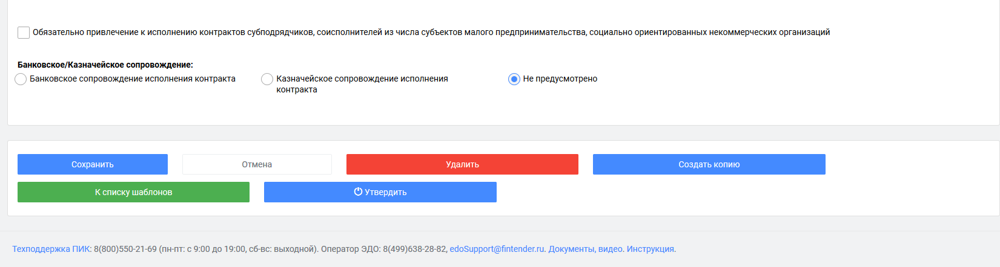 Обязательно привлечение к исполнению контрактов субподрядчиков, соисполнителей из числа субъектов малого предпринимательства, социально ориентированных некоммерческих организаций
Банковское/Казначейское сопровождение:
Банковское сопровождение исполнения контракта
Казначейское сопровождение исполнения
контракта
Не предусмотрено
Сохранить
Отмена
Удалить
Создать копию
К списку шаблонов
Утвердить
Техподдержка ПИК: 8(800)550-21-69 (пн-пт: с 9:00 до 19:00, сб-вс: выходной). Оператор ЭДО: 8(499)638-28-82, edoSupport@fintender.ru. Документы, видео. Инструкция.